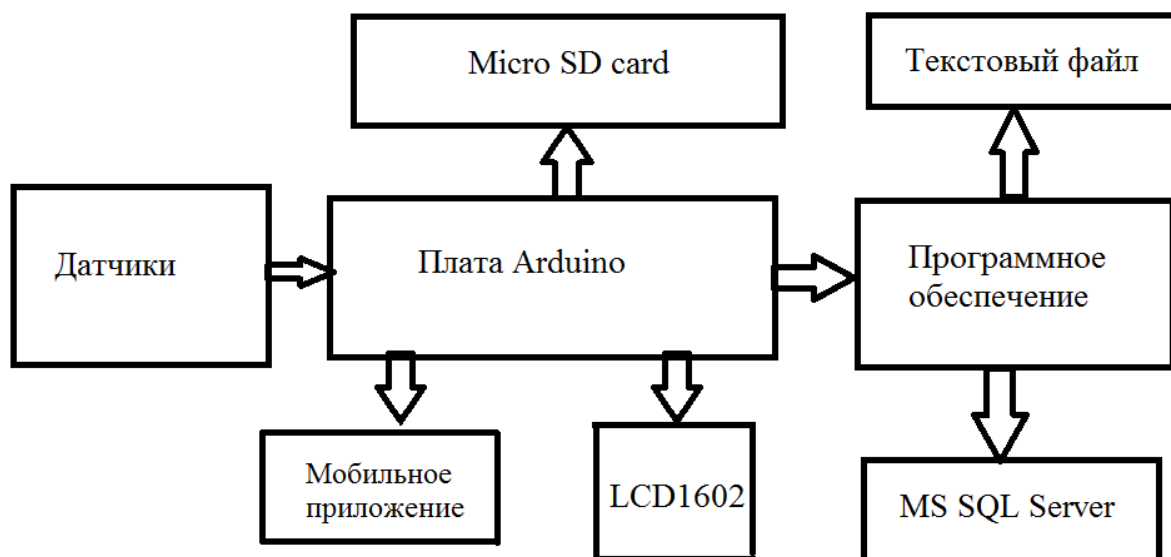 Micro SD card
Текстовый файл
Датчики
Плата Arduino
Программное
обеспечение
Мобильное
приложение
LCD1602
MS SQL Server